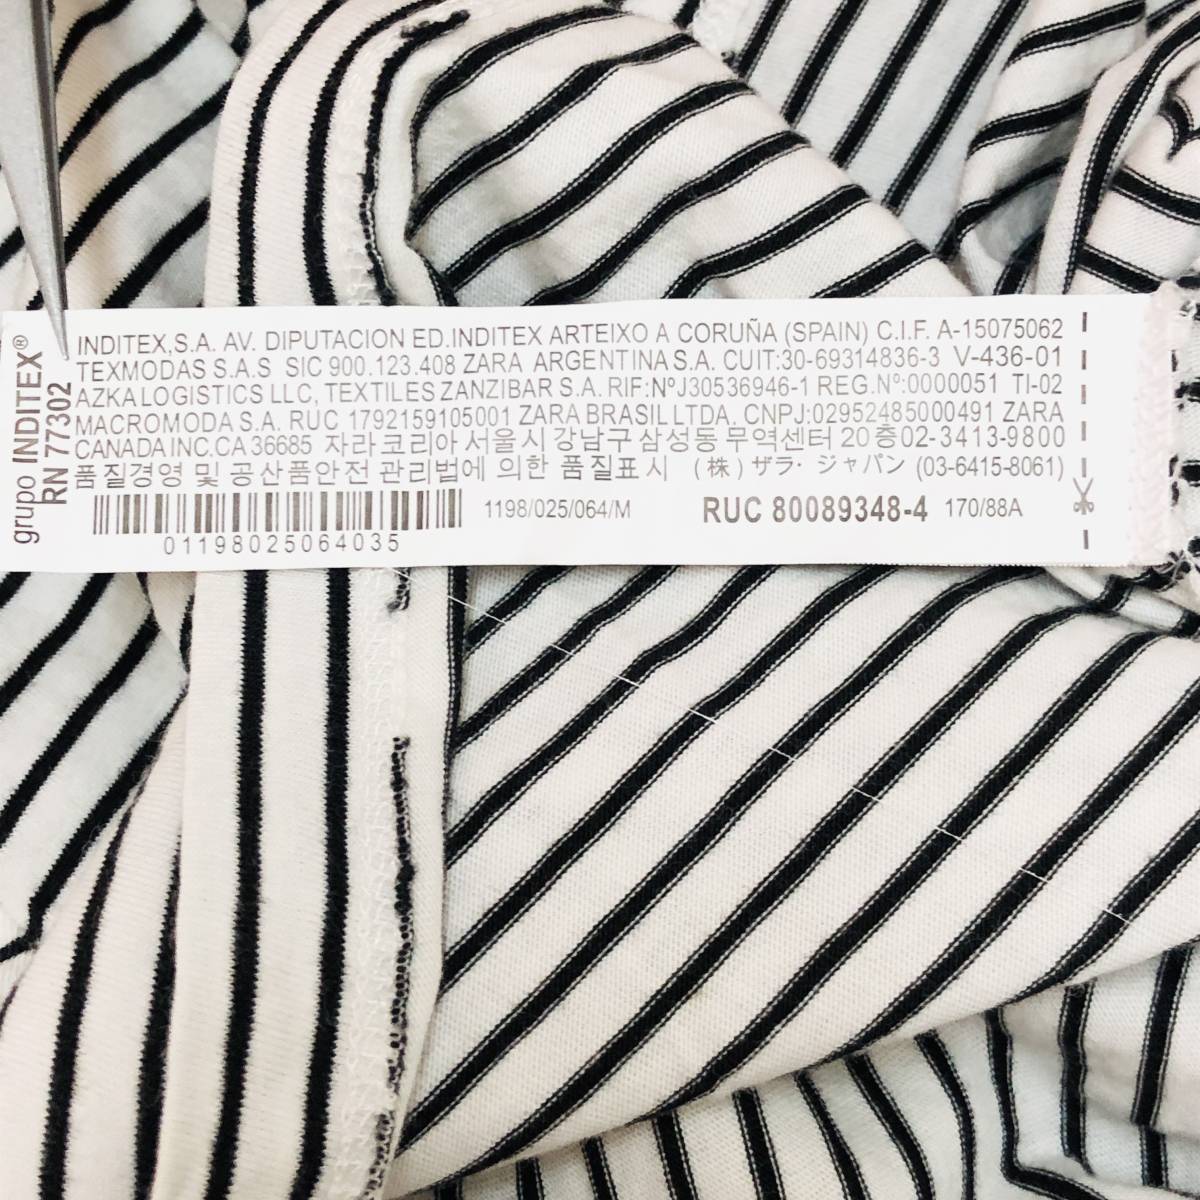 grupo INDITEX®
RN 77302
INDITEX,S.A. AV. DIPUTACION ED.INDITEX ARTEIXO A CORUÑA (SPAIN) C.I.F. A-15075062
TEXMODAS S.A.S SIC 900.123.408 ZARA ARGENTINA S.A. CUIT:30-69314836-3 V-436-01
AZKA LOGISTICS LLC, TEXTILES ZANZIBAR S.A. RIF:NºJ30536946-1 REG.Nº:0000051 TI-02
MACROMODA S.A. RUC 1792159105001 ZARA BRASIL LTDA. CNPJ:02952485000491 ZARA
CANADA INC.CA 36685 자라코리아 서울시 강남구 삼성동 무역센터 20층02-3413-9800
품질경영 및 공산품안전 관리법에 의한 품질표시 (株) ザラ・ジャパン (03-6415-8061)
01198025064035
1198/025/064/M
RUC 80089348-4
170/88A